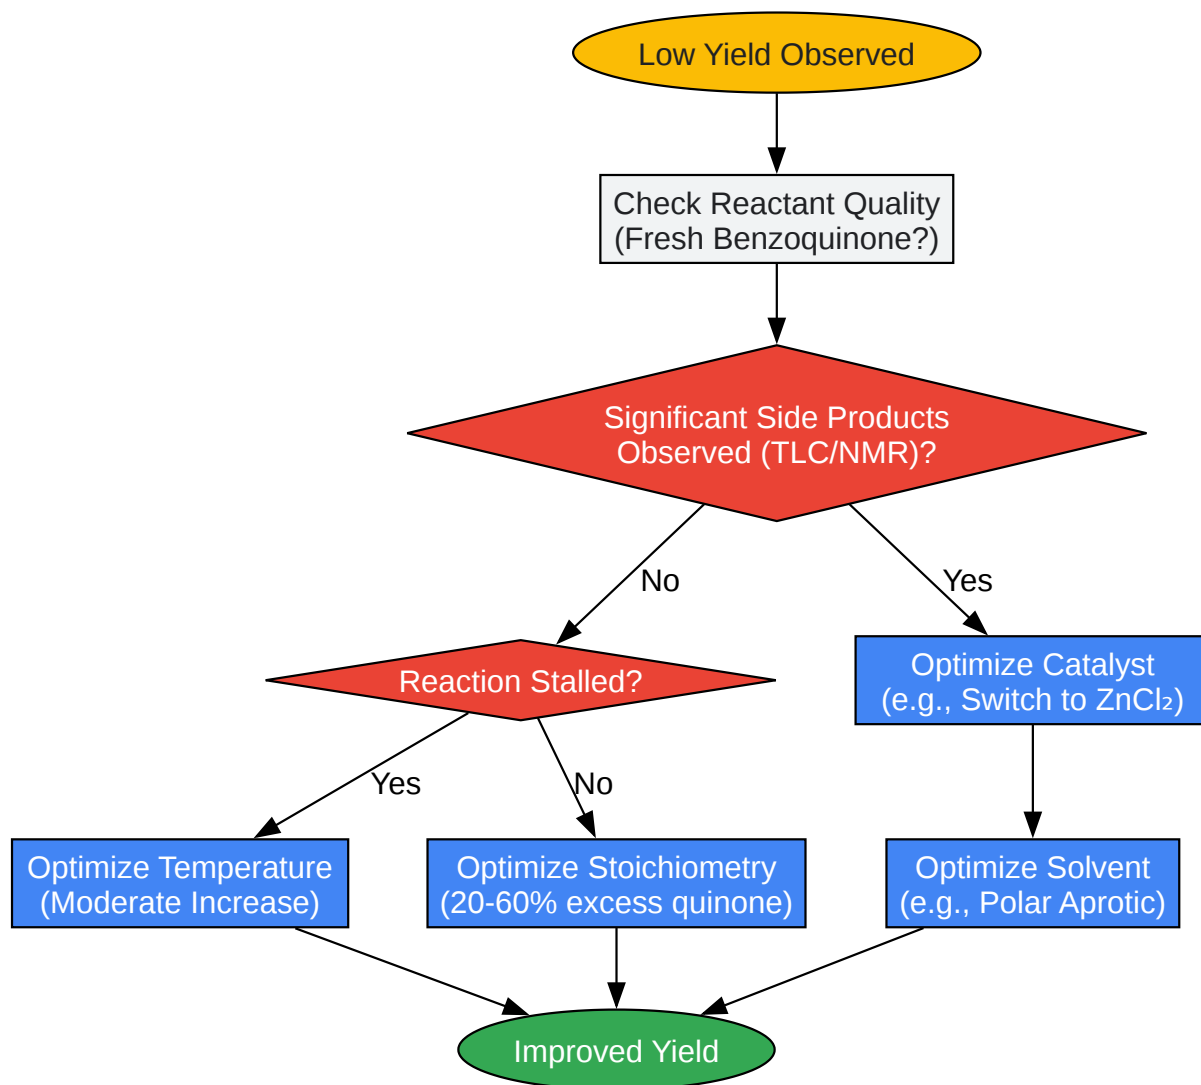 Low Yield Observed
Check Reactant Quality
(Fresh Benzoquinone?)
Significant Side Products
Observed (TLC/NMR)?
No
Yes
Reaction Stalled?
Optimize Catalyst
(e.g., Switch to ZnCl₂)
Yes
No
Optimize Temperature
(Moderate Increase)
Optimize Stoichiometry
(20-60% excess quinone)
Optimize Solvent
(e.g., Polar Aprotic)
Improved Yield